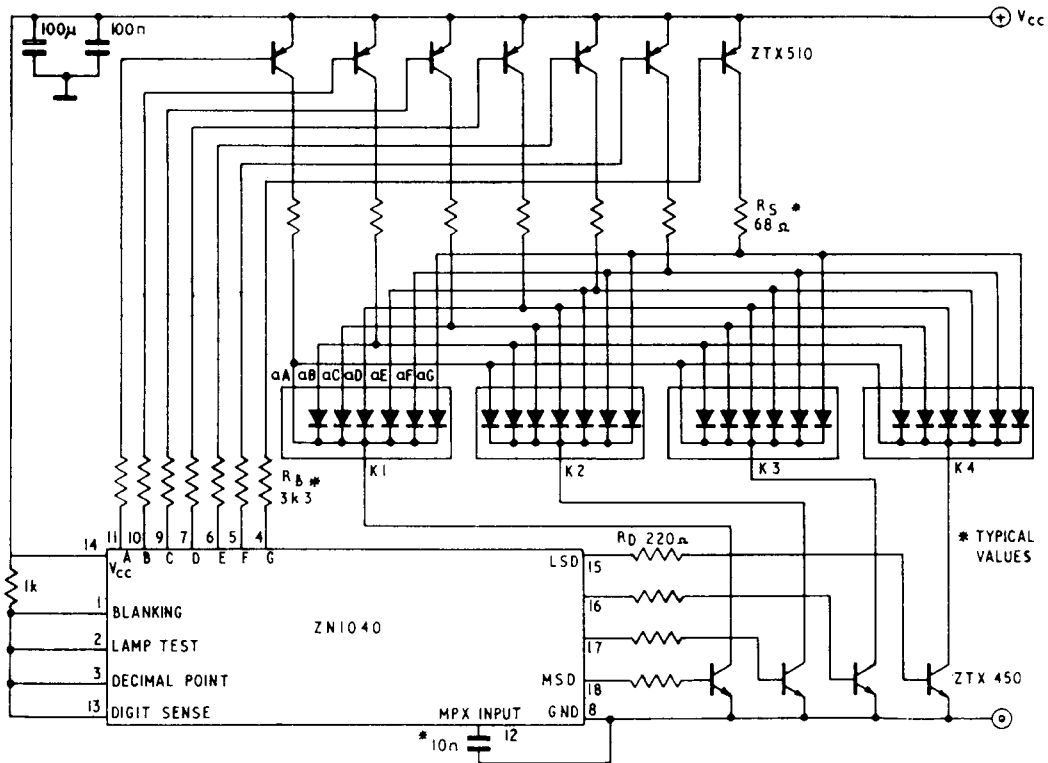 100µ
100n
+ Vcc
ZTX510
RS *
68 Ω
aA aB aC aD aE aF aG
K1
K2
K3
K4
RB *
3k3
* TYPICAL
VALUES
11 10 9 7 6 5 4
A B C D E F G
14
Vcc
1k
1
BLANKING
2
LAMP TEST
3
DECIMAL POINT
13
DIGIT SENSE
ZN1040
LSD
15
RD 220Ω
16
17
MSD
18
GND
8
MPX INPUT
12
* 10n
ZTX 450